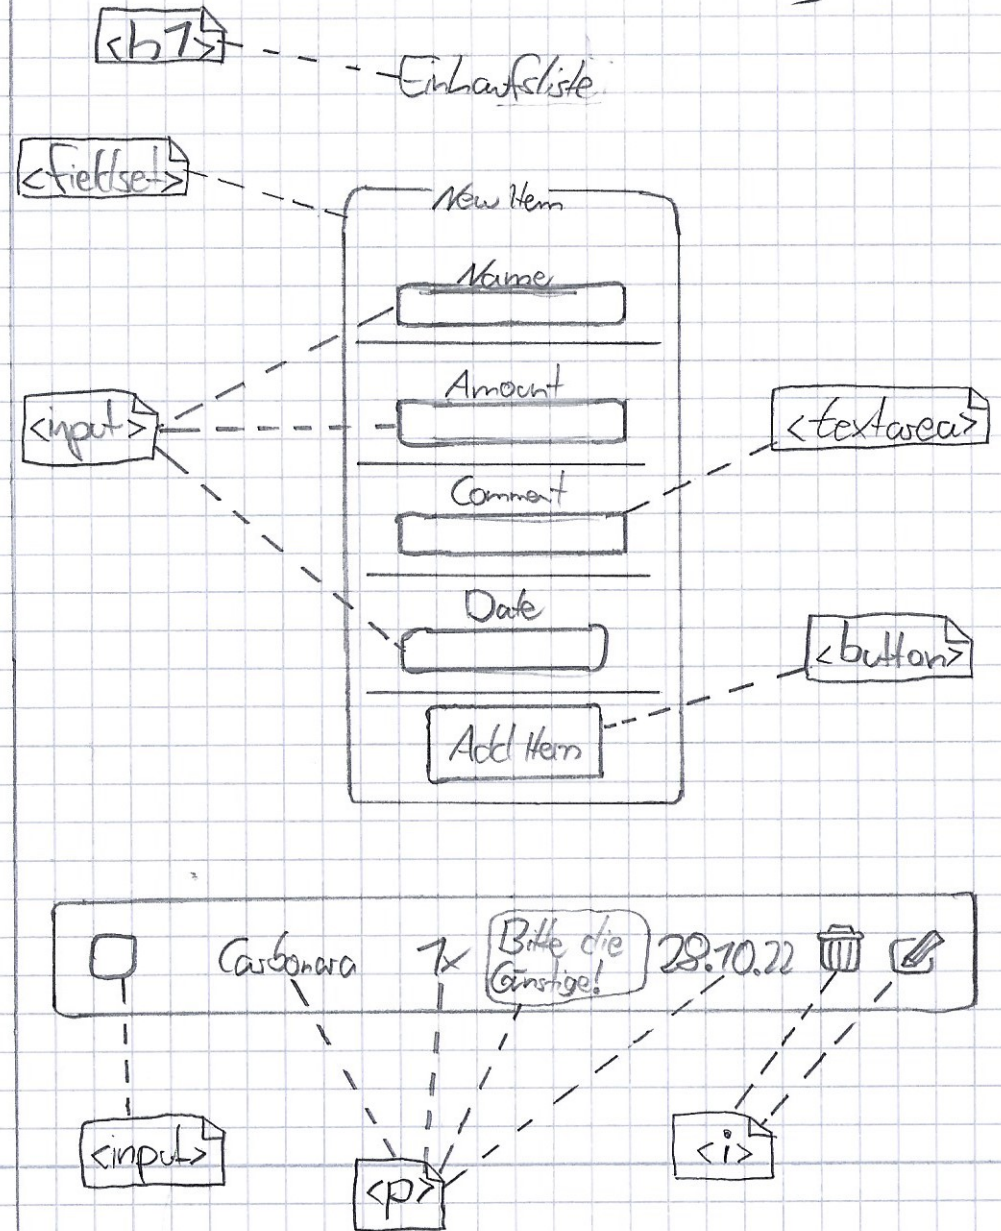 <h1>
Einkaufsliste
<fieldset>
New Item
Name
<input>
Amount
<textarea>
Comment
Date
<button>
Add Item
Carbonara 1x Bitte die Günstige! 28.10.22
<input>
<p>
<i>